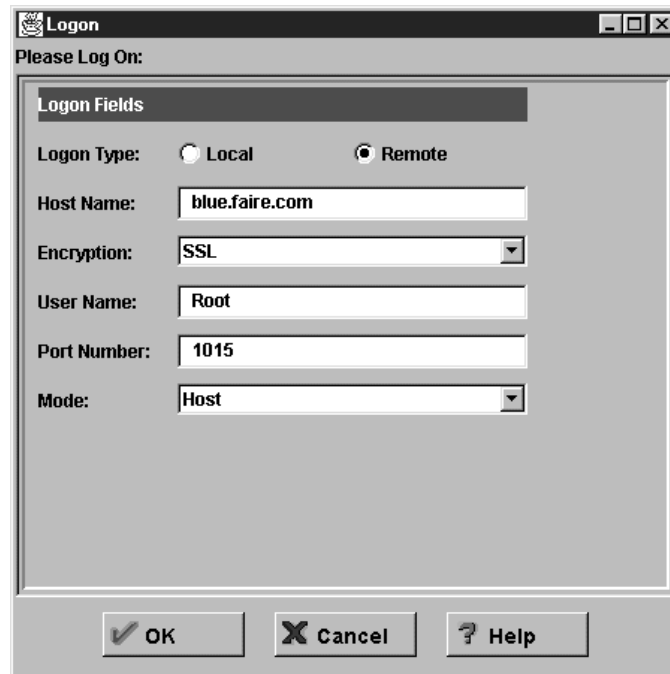 Logon
Please Log On:
Logon Fields
Logon Type: Local Remote
Host Name: blue.faire.com
Encryption: SSL
User Name: Root
Port Number: 1015
Mode: Host
OK Cancel Help